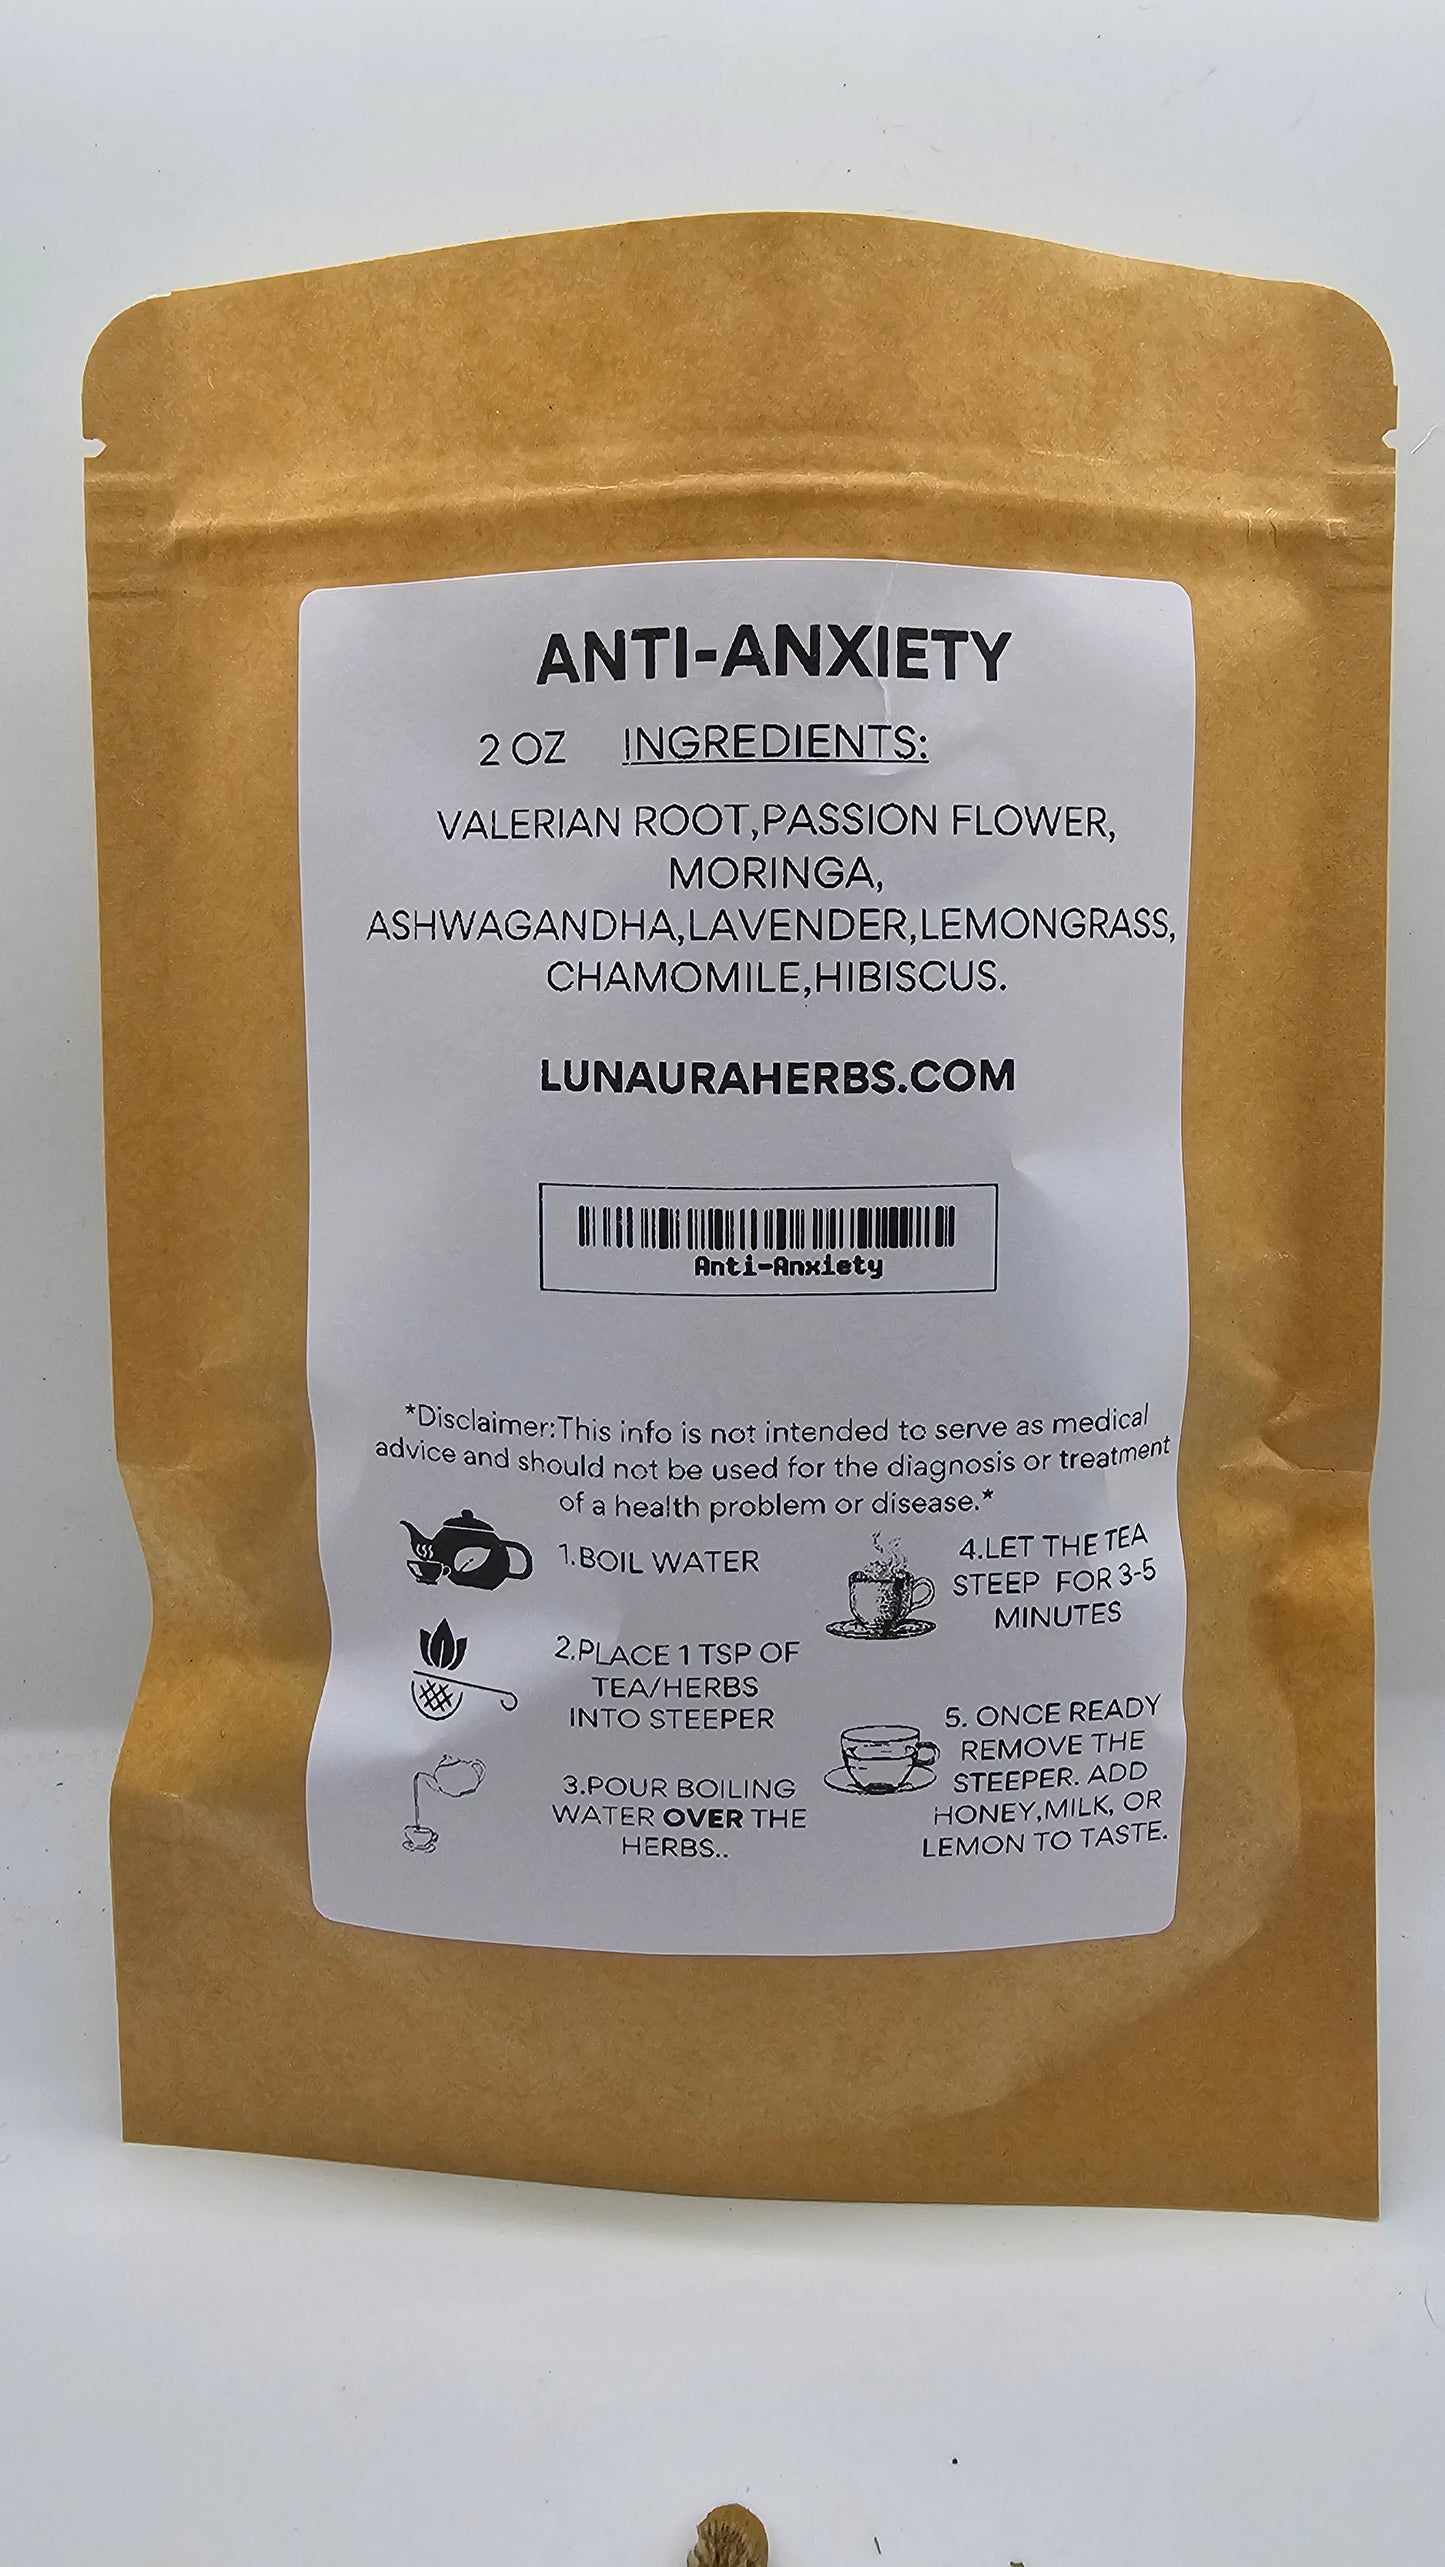 ANTI-ANXIETY
2 OZ INGREDIENTS:
VALERIAN ROOT,PASSION FLOWER,
MORINGA,
ASHWAGANDHA,LAVENDER,LEMONGRASS,
CHAMOMILE,HIBISCUS.
LUNAURAHERBS.COM
Anti-Anxiety
*Disclaimer:This info is not intended to serve as medical
advice and should not be used for the diagnosis or treatment
of a health problem or disease.*
1.BOIL WATER
2.PLACE 1 TSP OF
TEA/HERBS
INTO STEEPER
3.POUR BOILING
WATER OVER THE
HERBS..
4.LET THE TEA
STEEP FOR 3-5
MINUTES
5. ONCE READY
REMOVE THE
STEEPER. ADD
HONEY,MILK, OR
LEMON TO TASTE.